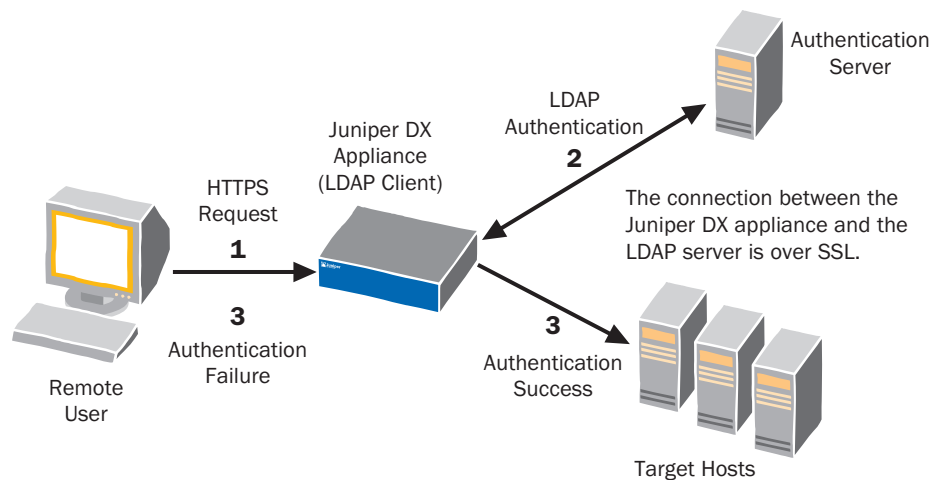 Authentication
Server
LDAP
Authentication
2
Juniper DX
Appliance
(LDAP Client)
HTTPS
Request
1
The connection between the
Juniper DX appliance and the
LDAP server is over SSL.
Juniper
3
Authentication
Failure
3
Authentication
Success
Remote
User
Target Hosts